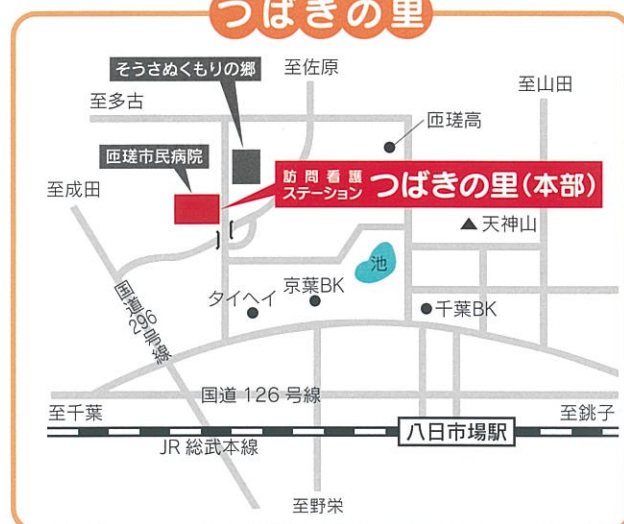 つばきの里
そうさぬくもりの郷
至佐原
至山田
至多古
匝瑳高
匝瑳市民病院
訪問看護
ステーション
つばきの里(本部)
至成田
天神山
池
京葉BK
タイヘイ
千葉BK
国道296号線
国道126号線
至千葉
至銚子
八日市場駅
JR総武本線
至野栄